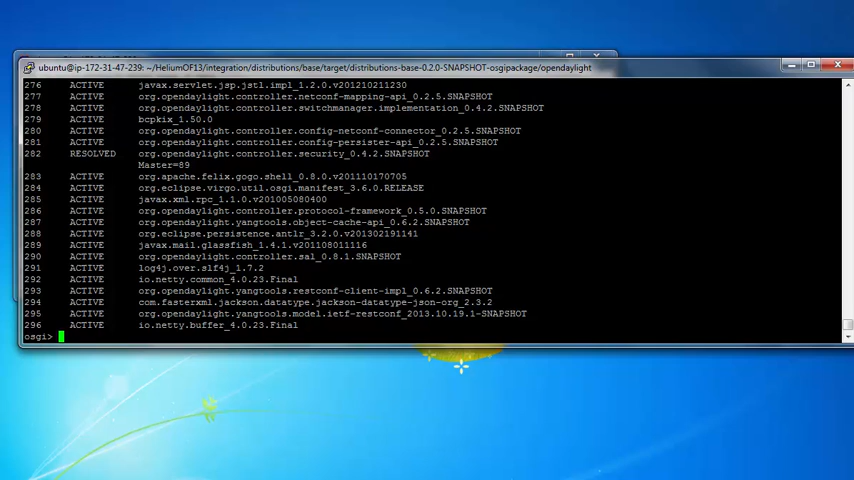 ubuntu@ip-172-31-47-239: ~/HeliumOF13/integration/distributions/base/target/distributions-base-0.2.0-SNAPSHOT-osgipackage/opendaylight
276 ACTIVE javax.servlet.jsp.jstl.impl_1.2.0.v201210211230
277 ACTIVE org.opendaylight.controller.netconf-mapping-api_0.2.5.SNAPSHOT
278 ACTIVE org.opendaylight.controller.switchmanager.implementation_0.4.2.SNAPSHOT
279 ACTIVE bcpkix_1.50.0
280 ACTIVE org.opendaylight.controller.config-netconf-connector_0.2.5.SNAPSHOT
281 ACTIVE org.opendaylight.controller.config-persister-api_0.2.5.SNAPSHOT
282 RESOLVED org.opendaylight.controller.security_0.4.2.SNAPSHOT
Master=89
283 ACTIVE org.apache.felix.gogo.shell_0.8.0.v201110170705
284 ACTIVE org.eclipse.virgo.util.osgi.manifest_3.6.0.RELEASE
285 ACTIVE javax.xml.rpc_1.1.0.v201005080400
286 ACTIVE org.opendaylight.controller.protocol-framework_0.5.0.SNAPSHOT
287 ACTIVE org.opendaylight.yangtools.object-cache-api_0.6.2.SNAPSHOT
288 ACTIVE org.eclipse.persistence.antlr_3.2.0.v201302191141
289 ACTIVE javax.mail.glassfish_1.4.1.v201108011116
290 ACTIVE org.opendaylight.controller.sal_0.8.1.SNAPSHOT
291 ACTIVE log4j.over.slf4j_1.7.2
292 ACTIVE io.netty.common_4.0.23.Final
293 ACTIVE org.opendaylight.yangtools.restconf-client-impl_0.6.2.SNAPSHOT
294 ACTIVE com.fasterxml.jackson.datatype.jackson-datatype-json-org_2.3.2
295 ACTIVE org.opendaylight.yangtools.model.ietf-restconf_2013.10.19.1-SNAPSHOT
296 ACTIVE io.netty.buffer_4.0.23.Final
osgi>